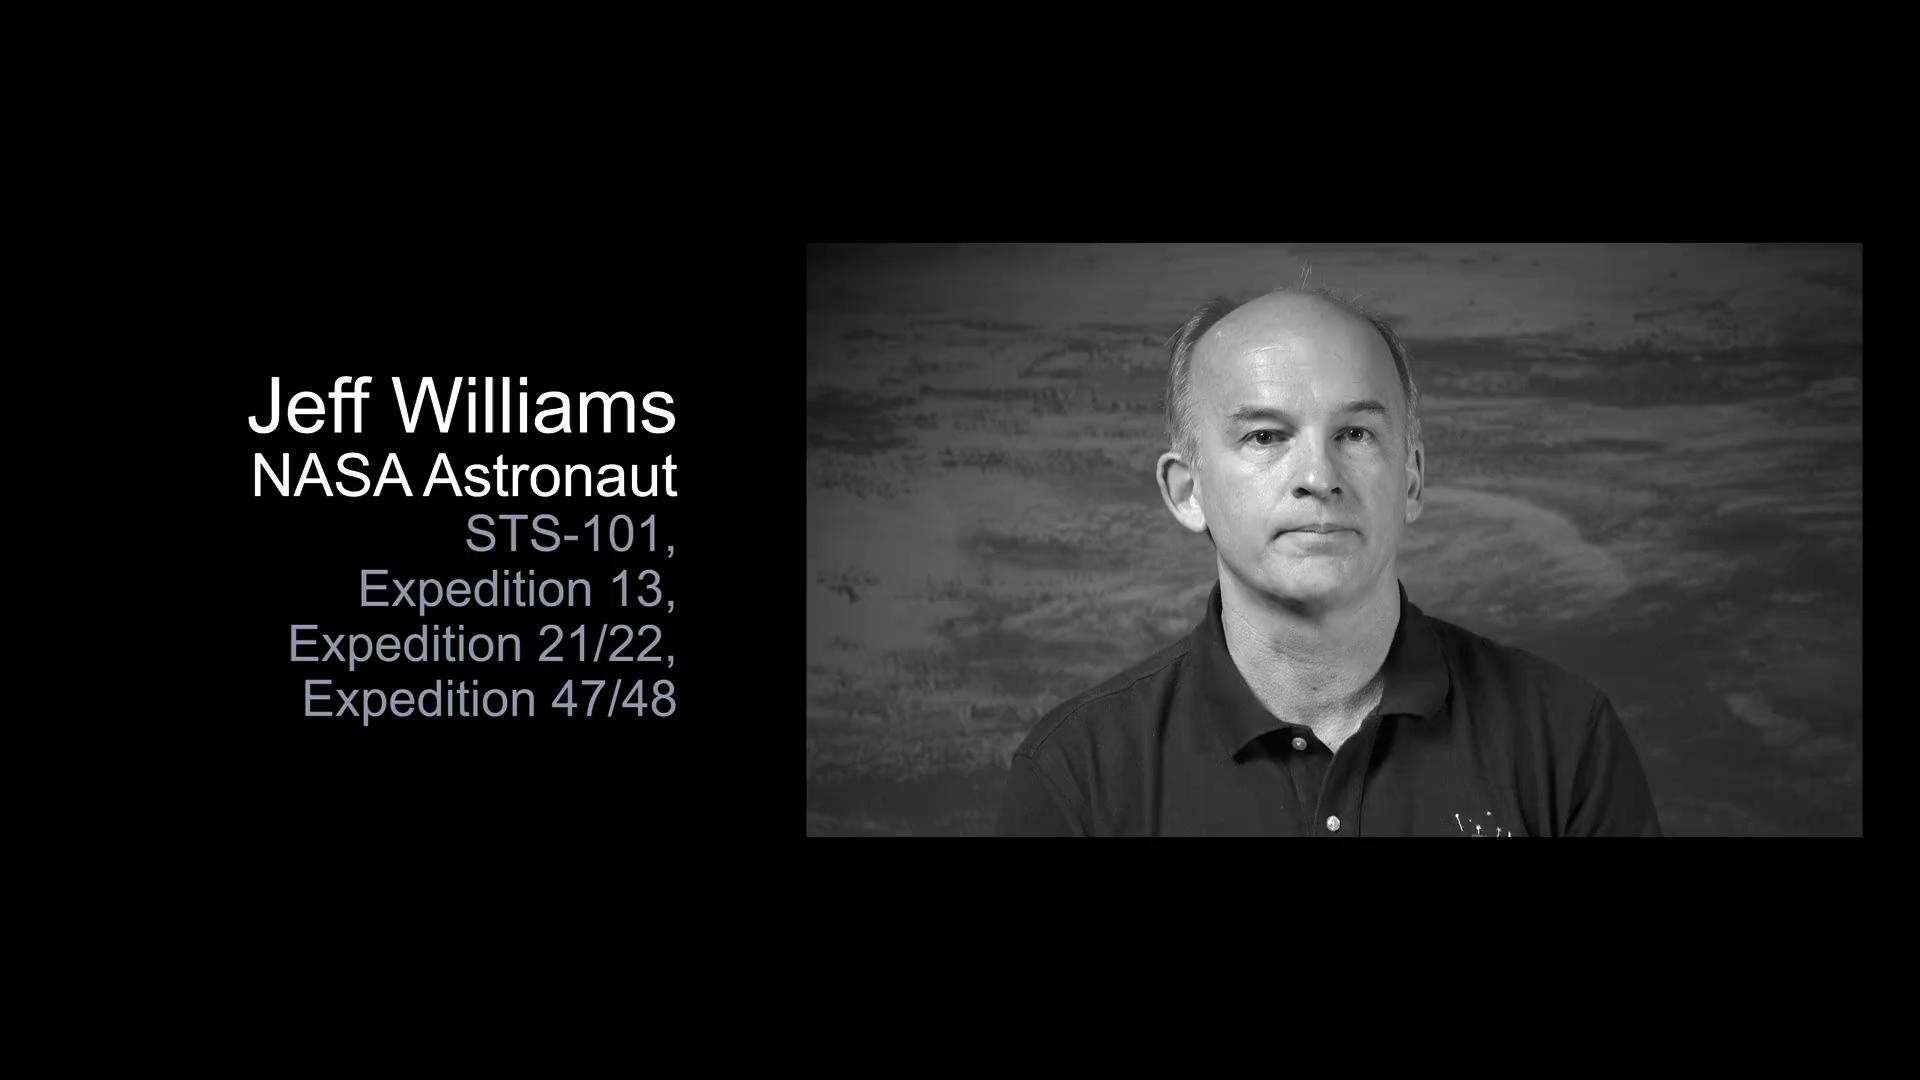 Jeff Williams
NASA Astronaut
STS-101,
Expedition 13,
Expedition 21/22,
Expedition 47/48